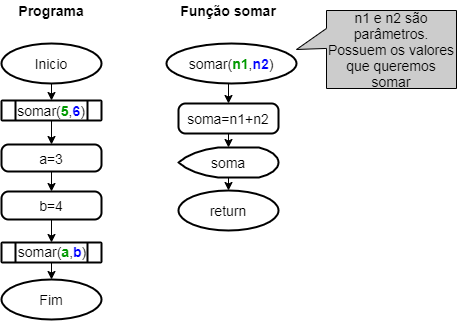 Programa
Inicio
somar(5,6)
a=3
b=4
somar(a,b)
Fim
Função somar
somar(n1,n2)
soma=n1+n2
soma
return
n1 e n2 são
parâmetros.
Possuem os valores
que queremos
somar